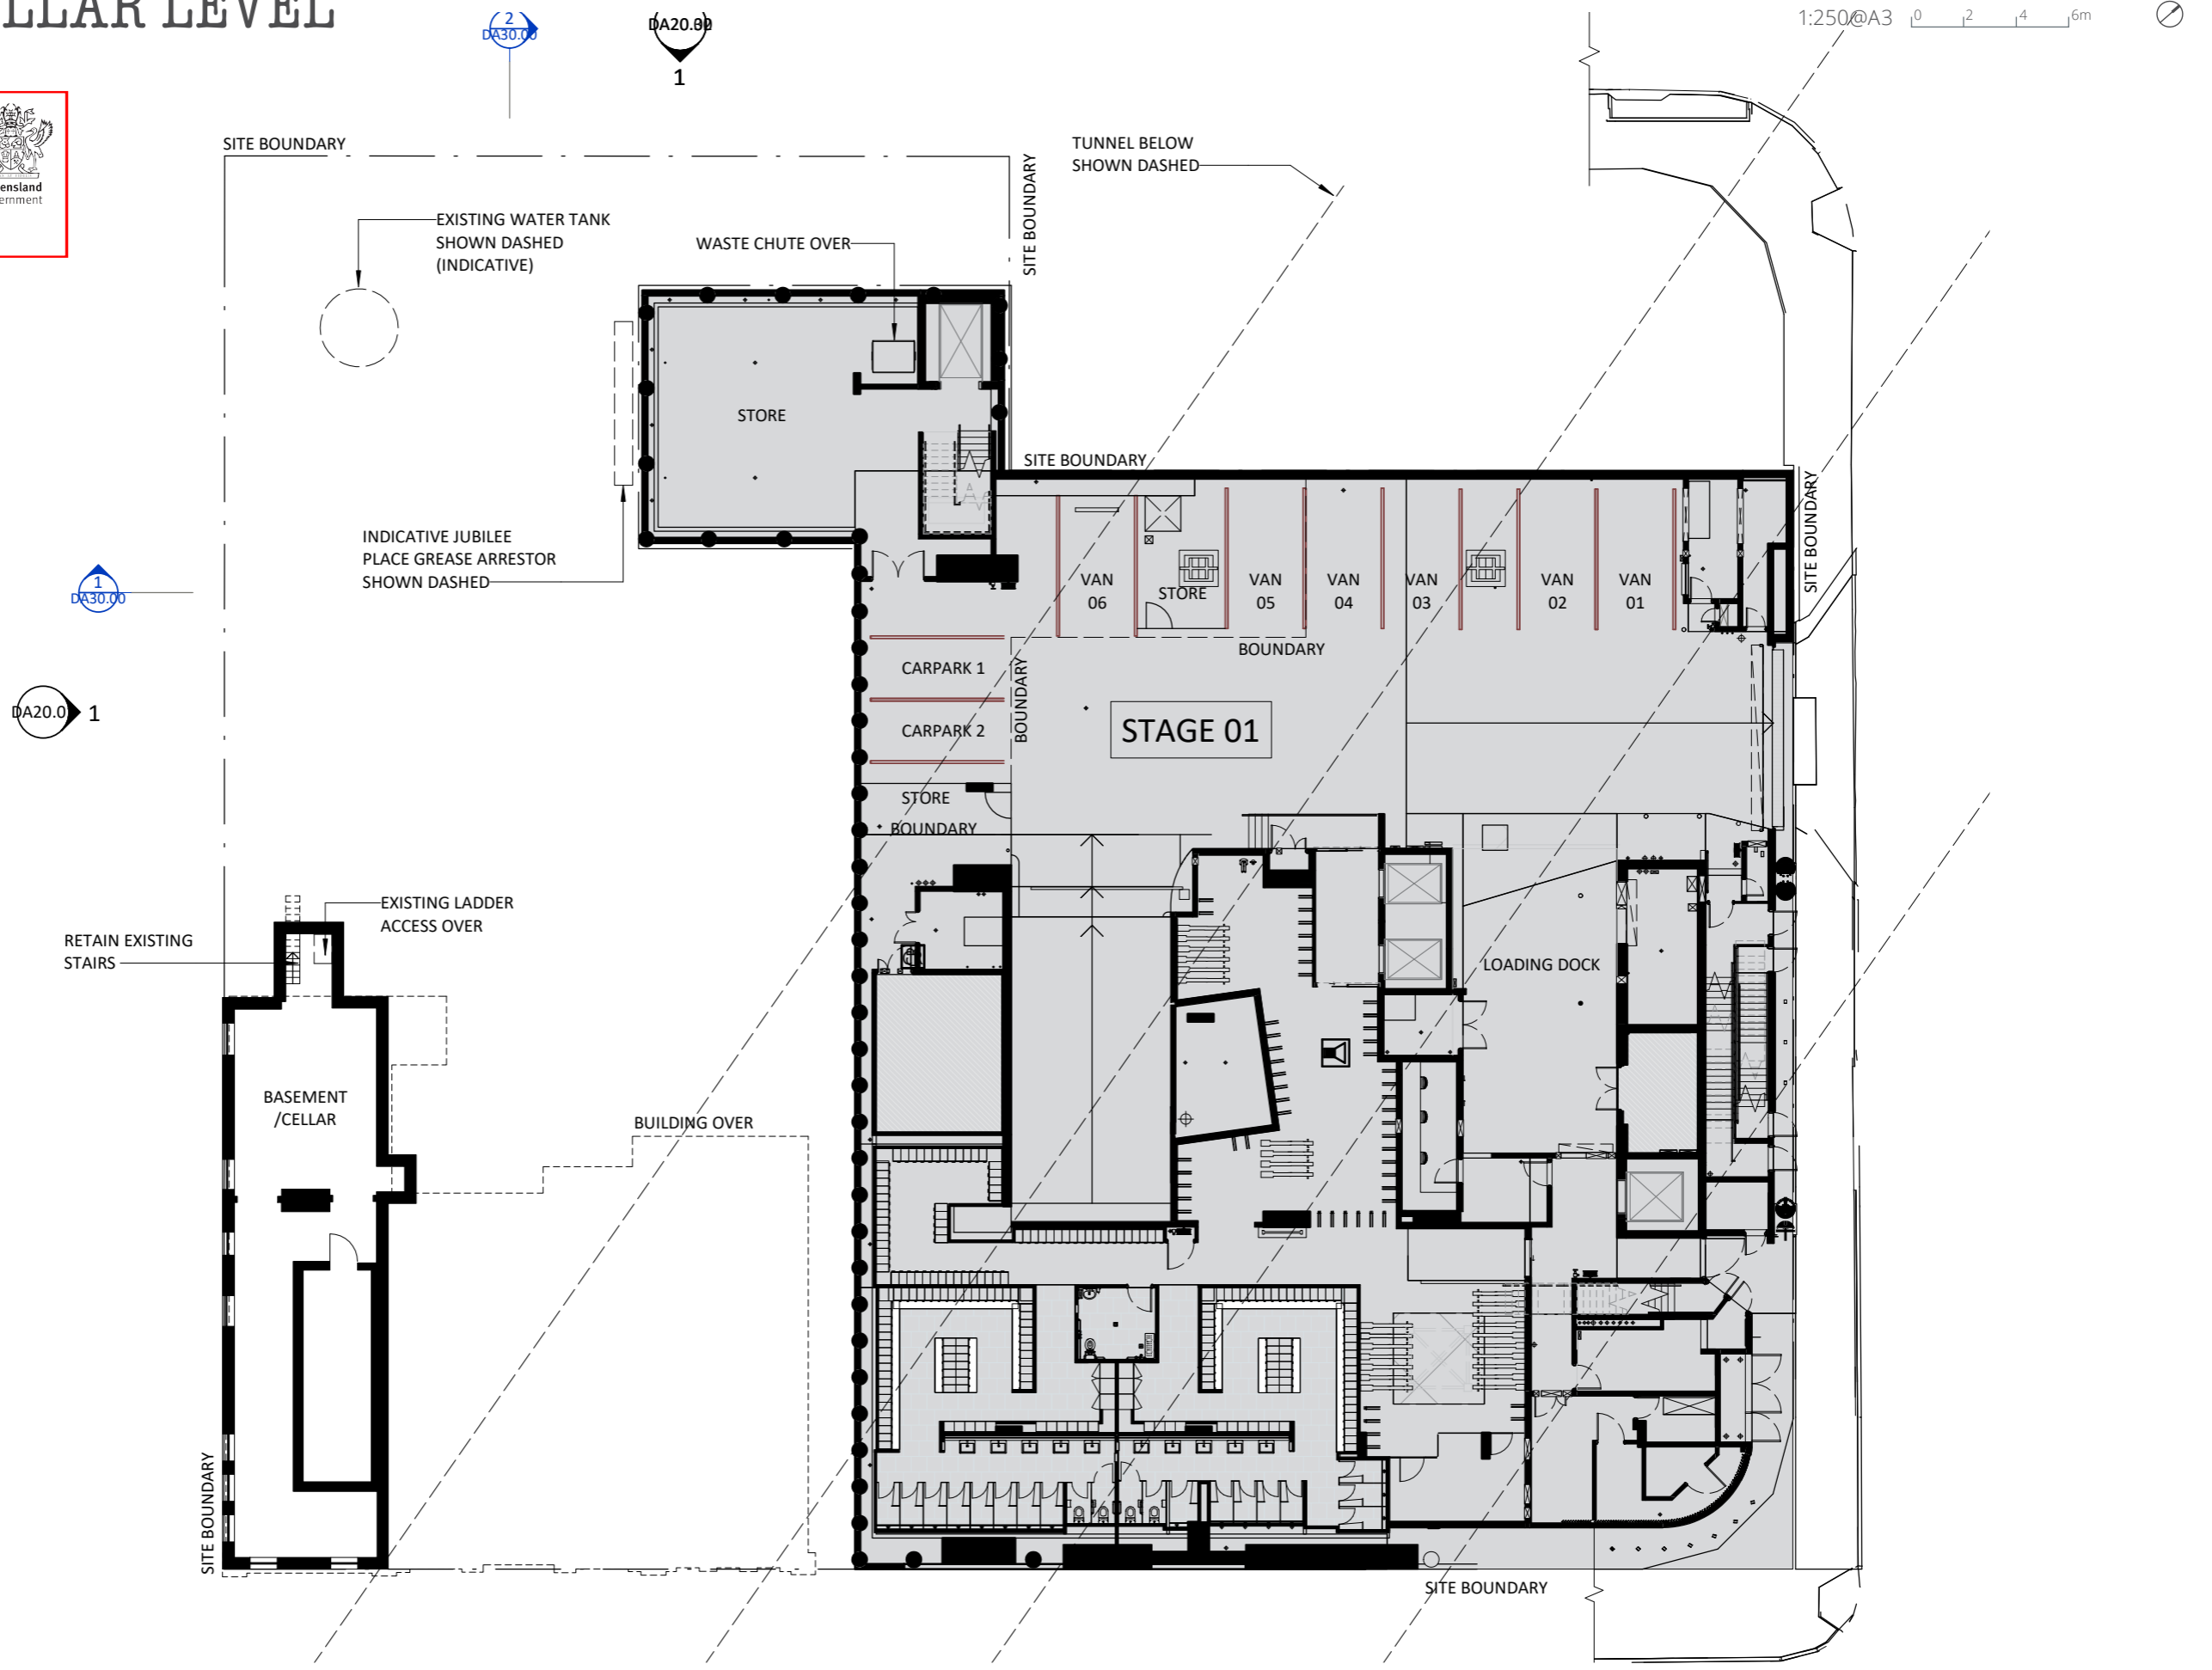 LLAR LEVEL
2
DA30.00
1
1:250@A3
0 2 4 6m
ensland
ernment
SITE BOUNDARY
SITE BOUNDARY
TUNNEL BELOW
SHOWN DASHED
EXISTING WATER TANK
SHOWN DASHED
(INDICATIVE)
WASTE CHUTE OVER
STORE
SITE BOUNDARY
SITE BOUNDARY
INDICATIVE JUBILEE
PLACE GREASE ARRESTOR
SHOWN DASHED
1
DA30.00
VAN
06
STORE
VAN
05
VAN
04
VAN
03
VAN
02
VAN
01
BOUNDARY
BOUNDARY
CARPARK 1
CARPARK 2
STAGE 01
DA20.0
1
STORE
BOUNDARY
EXISTING LADDER
ACCESS OVER
RETAIN EXISTING
STAIRS
LOADING DOCK
BASEMENT
/CELLAR
BUILDING OVER
SITE BOUNDARY
SITE BOUNDARY